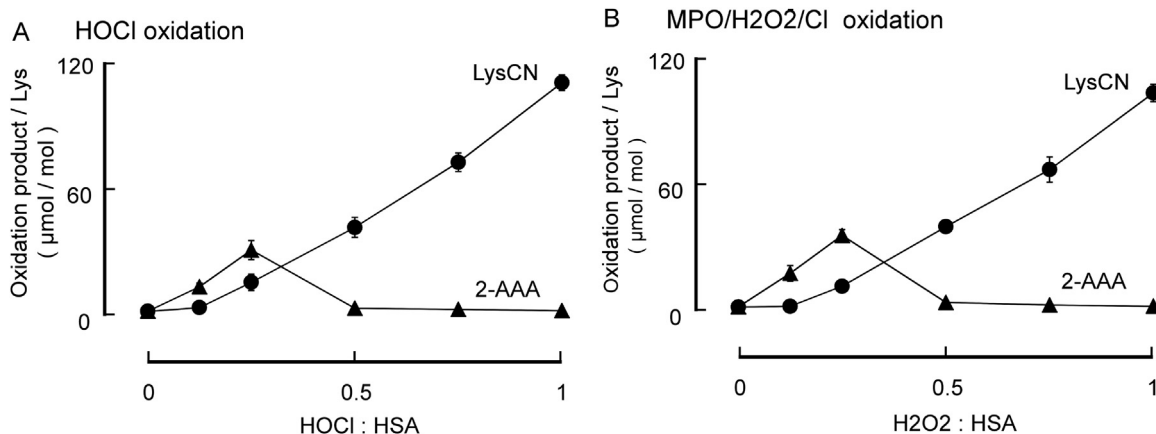 A HOCl oxidation
Oxidation product / Lys
( μmol / mol )
120
60
0
LysCN
2-AAA
0 0.5 1
HOCl : HSA
B MPO/H2O2/Cl oxidation
Oxidation product / Lys
( μmol / mol )
120
60
0
LysCN
2-AAA
0 0.5 1
H2O2 : HSA